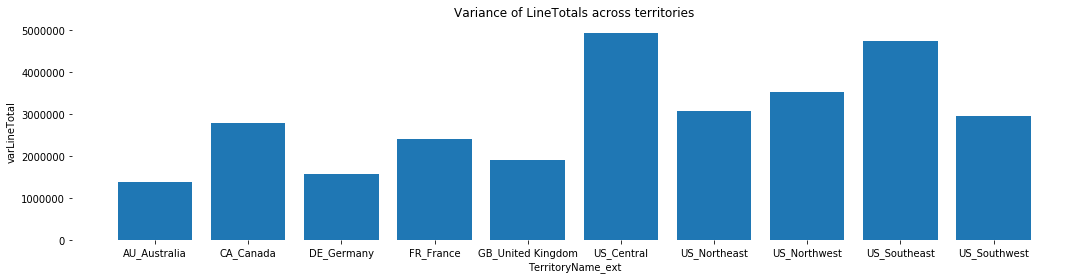 Variance of LineTotals across territories
varLineTotal
5000000
4000000
3000000
2000000
1000000
0
AU_Australia CA_Canada DE_Germany FR_France GB_United Kingdom US_Central US_Northeast US_Northwest US_Southeast US_Southwest
TerritoryName_ext